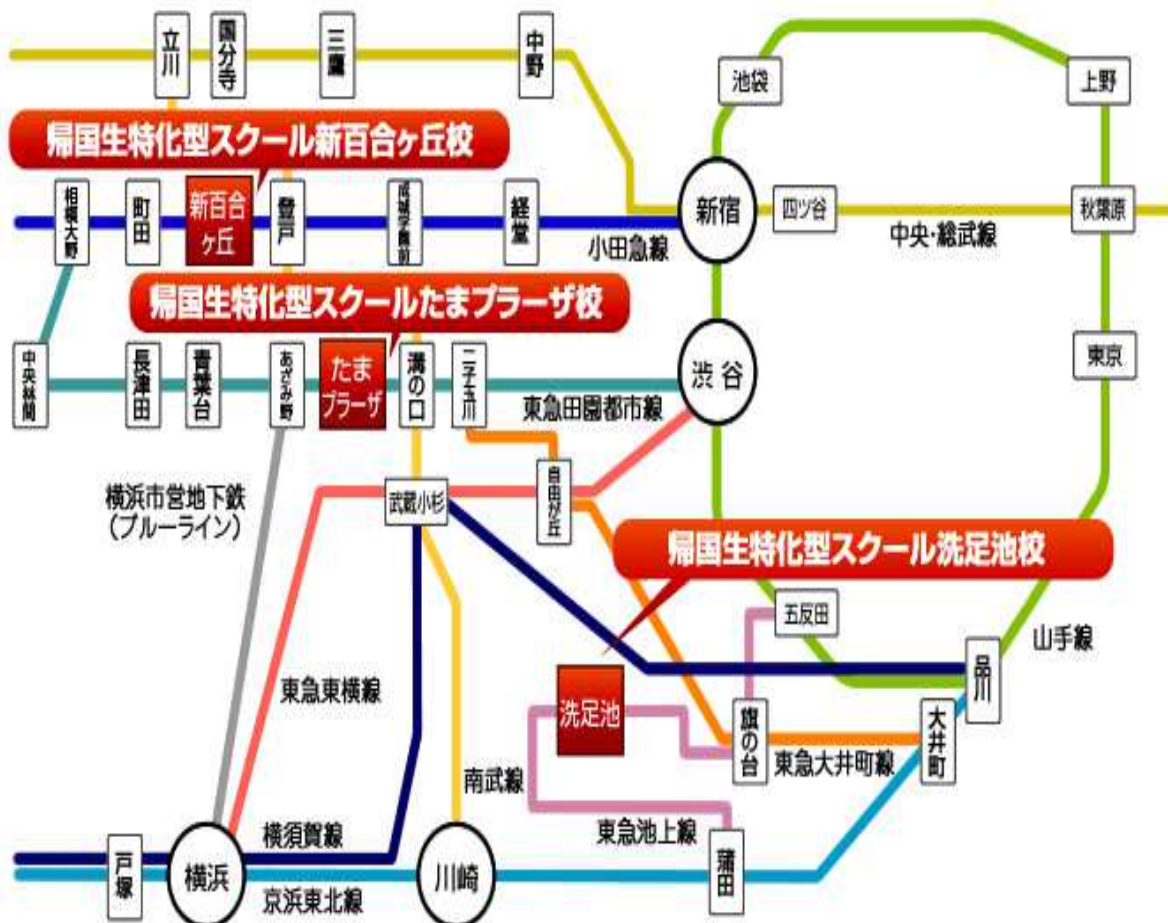 立川
国分寺
三鷹
中野
池袋
上野
帰国生特化型スクール新百合ヶ丘校
相模大野
町田
新百合
ヶ丘
登戸
成城学園前
経堂
新宿
四ツ谷
秋葉原
小田急線
中央・総武線
帰国生特化型スクールたまプラーザ校
中央林間
長津田
青葉台
あざみ野
たま
プラーザ
溝の口
二子玉川
渋谷
東京
東急田園都市線
横浜市営地下鉄
(ブルーライン)
武蔵小杉
自由が丘
帰国生特化型スクール洗足池校
五反田
山手線
品川
東急東横線
洗足池
旗の台
大井町
南武線
東急大井町線
横須賀線
東急池上線
戸塚
横浜
川崎
蒲田
京浜東北線